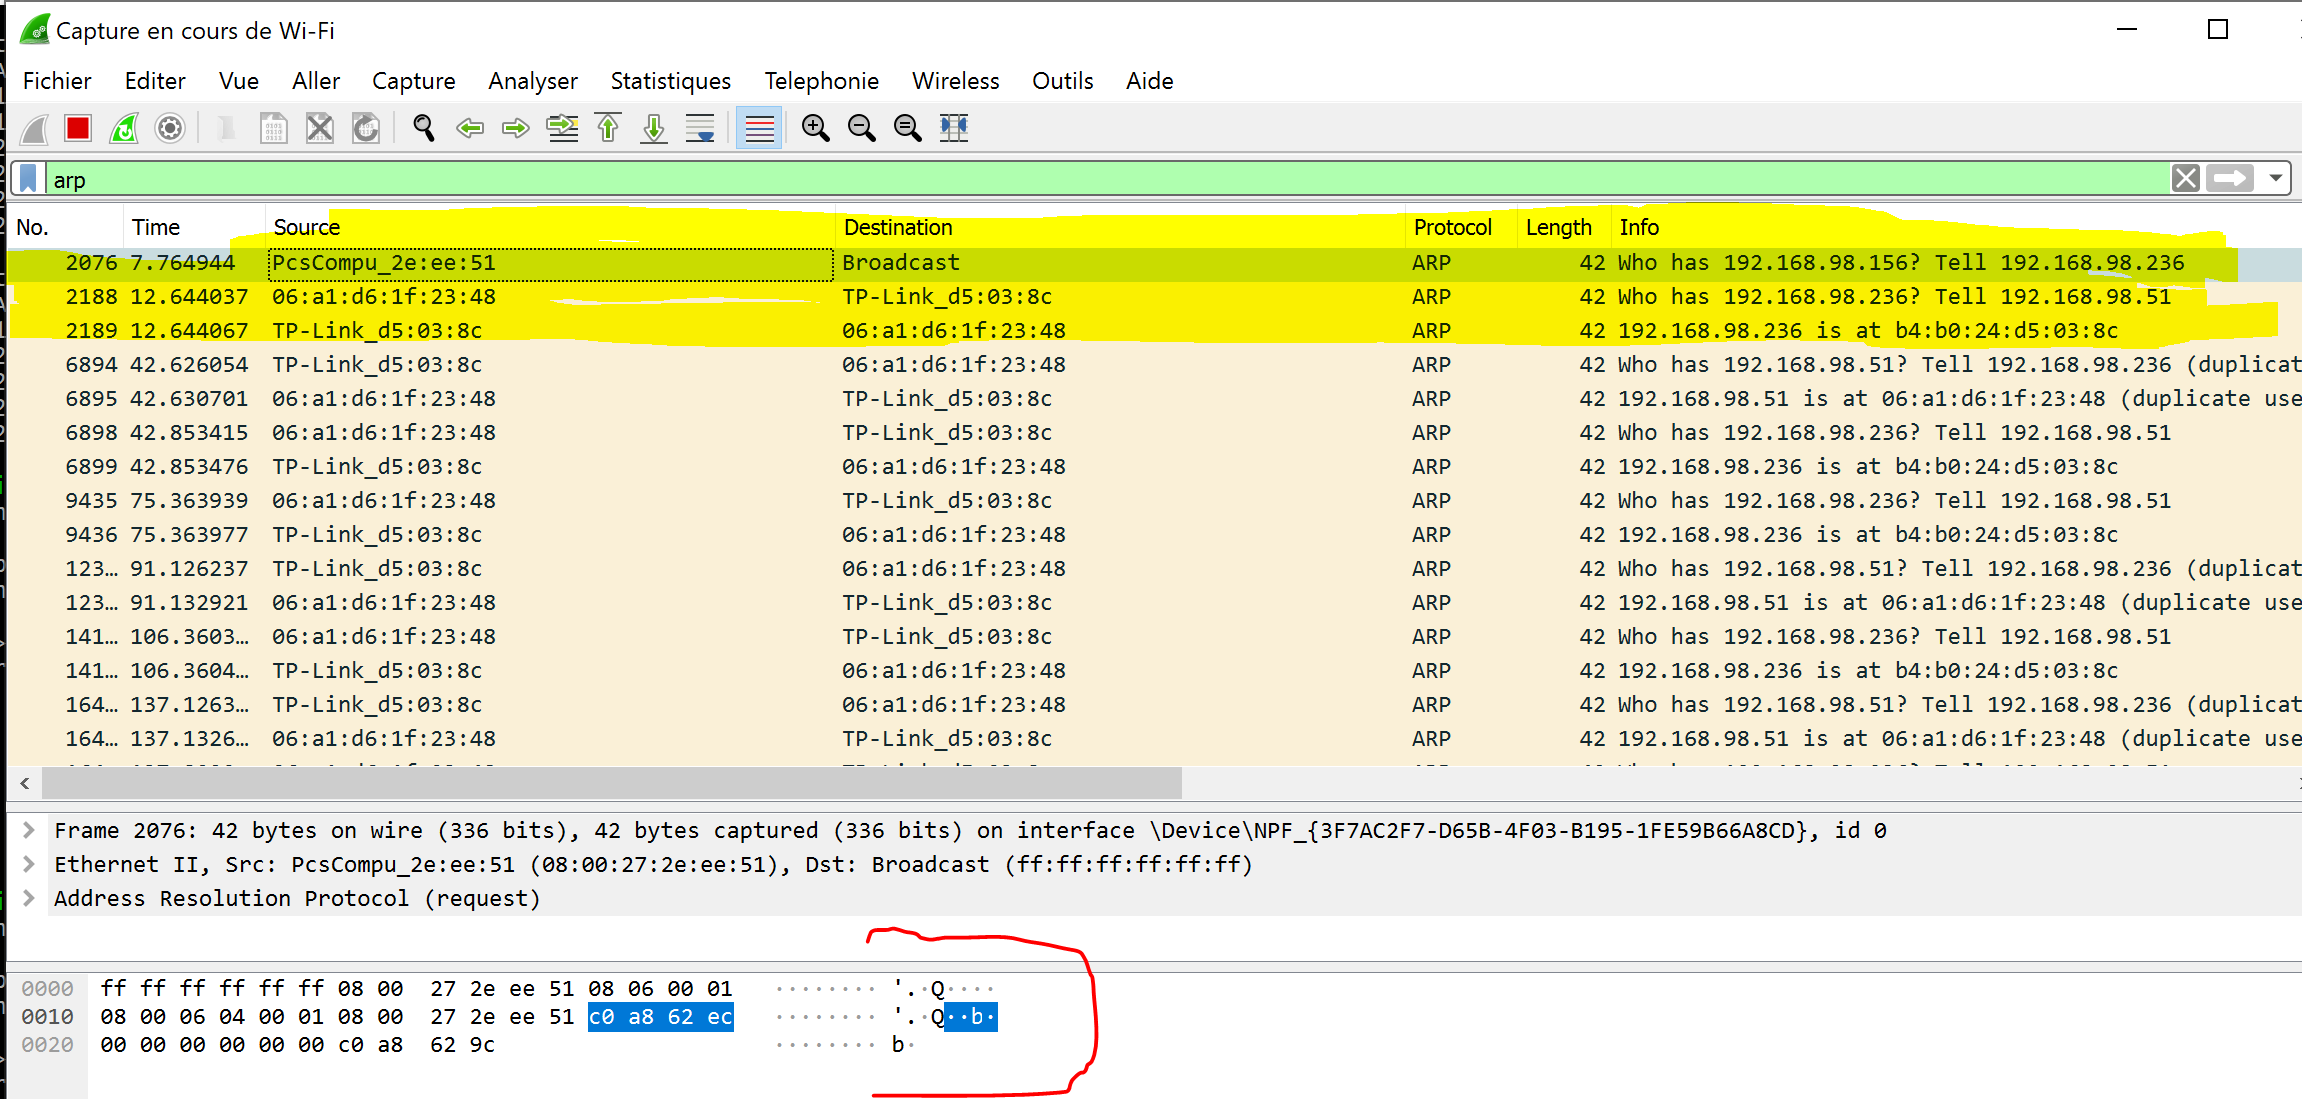 Capture en cours de Wi-Fi
Fichier Editer Vue Aller Capture Analyser Statistiques Telephonie Wireless Outils Aide
arp
No. Time Source Destination Protocol Length Info
2076 7.764944 PcsCompu_2e:ee:51 Broadcast ARP 42 Who has 192.168.98.156? Tell 192.168.98.236
2188 12.644037 06:a1:d6:1f:23:48 TP-Link_d5:03:8c ARP 42 Who has 192.168.98.236? Tell 192.168.98.51
2189 12.644067 TP-Link_d5:03:8c 06:a1:d6:1f:23:48 ARP 42 192.168.98.236 is at b4:b0:24:d5:03:8c
6894 42.626054 TP-Link_d5:03:8c 06:a1:d6:1f:23:48 ARP 42 Who has 192.168.98.51? Tell 192.168.98.236 (duplicat
6895 42.630701 06:a1:d6:1f:23:48 TP-Link_d5:03:8c ARP 42 192.168.98.51 is at 06:a1:d6:1f:23:48 (duplicate use
6898 42.853415 06:a1:d6:1f:23:48 TP-Link_d5:03:8c ARP 42 Who has 192.168.98.236? Tell 192.168.98.51
6899 42.853476 TP-Link_d5:03:8c 06:a1:d6:1f:23:48 ARP 42 192.168.98.236 is at b4:b0:24:d5:03:8c
9435 75.363939 06:a1:d6:1f:23:48 TP-Link_d5:03:8c ARP 42 Who has 192.168.98.236? Tell 192.168.98.51
9436 75.363977 TP-Link_d5:03:8c 06:a1:d6:1f:23:48 ARP 42 192.168.98.236 is at b4:b0:24:d5:03:8c
123… 91.126237 TP-Link_d5:03:8c 06:a1:d6:1f:23:48 ARP 42 Who has 192.168.98.51? Tell 192.168.98.236 (duplicat
123… 91.132921 06:a1:d6:1f:23:48 TP-Link_d5:03:8c ARP 42 192.168.98.51 is at 06:a1:d6:1f:23:48 (duplicate use
141… 106.3603… 06:a1:d6:1f:23:48 TP-Link_d5:03:8c ARP 42 Who has 192.168.98.236? Tell 192.168.98.51
141… 106.3604… TP-Link_d5:03:8c 06:a1:d6:1f:23:48 ARP 42 192.168.98.236 is at b4:b0:24:d5:03:8c
164… 137.1263… TP-Link_d5:03:8c 06:a1:d6:1f:23:48 ARP 42 Who has 192.168.98.51? Tell 192.168.98.236 (duplicat
164… 137.1326… 06:a1:d6:1f:23:48 TP-Link_d5:03:8c ARP 42 192.168.98.51 is at 06:a1:d6:1f:23:48 (duplicate use
Frame 2076: 42 bytes on wire (336 bits), 42 bytes captured (336 bits) on interface \Device\NPF_{3F7AC2F7-D65B-4F03-B195-1FE59B66A8CD}, id 0
Ethernet II, Src: PcsCompu_2e:ee:51 (08:00:27:2e:ee:51), Dst: Broadcast (ff:ff:ff:ff:ff:ff)
Address Resolution Protocol (request)
0000 ff ff ff ff ff ff 08 00 27 2e ee 51 08 06 00 01 ········ '.·Q····
0010 08 00 06 04 00 01 08 00 27 2e ee 51 c0 a8 62 ec ········ '.·Q··b·
0020 00 00 00 00 00 00 c0 a8 62 9c ········ b·